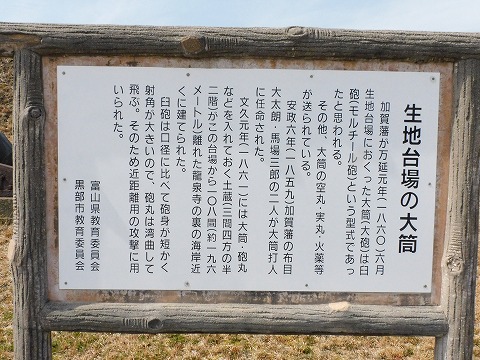 生地台場の大筒
加賀藩が万延元年(一八六〇)六月
生地台場におくった大筒(大砲)は臼
砲(モルチール砲)という型式であっ
たと思われる。
その他、大筒の空丸・実丸・火薬等
が送られている。
安政六年(一八五九)加賀藩の布目
大太朗・馬場三郎の二人が大筒打人
に任命された。
文久元年(一八六一)には大筒・砲丸
などを入れておく土蔵(三間四方の半
二階)がこの台場から一〇八間(約一九六
メートル)離れた龍泉寺の裏の海岸近
くに建てられた。
臼砲は口径に比べて砲身が短かく
射角が大きいので、砲丸は湾曲して
飛ぶ。そのため近距離用の攻撃に用
いられた。
富山県教育委員会
黒部市教育委員会